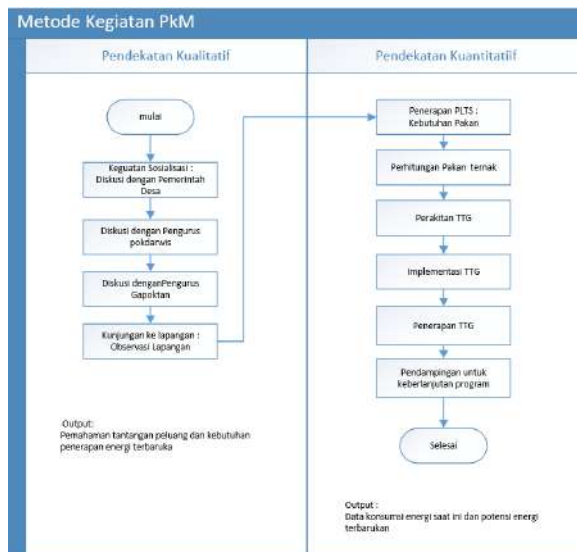 Metode Kegiatan PkM
Pendekatan Kualitatif
mulai
Keguatan Sosialisasi :
Diskusi dengan Pemerintah
Desa
Diskusi dengan Pengurus
pokdarwis
Diskusi denganPengurus
Gapoktan
Kunjungan ke lapangan :
Observasi Lapangan
Output:
Pemahaman tantangan peluang dan kebutuhan
penerapan energi terbaruka
Pendekatan Kuantitatiif
Penerapan PLTS :
Kebutuhan Pakan
Perhitungan Pakan ternak
Perakitan TTG
Implementasi TTG
Penerapan TTG
Pendampingan untuk
keberlanjutan program
Selesai
Output :
Data konsumsi energi saat ini dan potensi energi
terbarukan